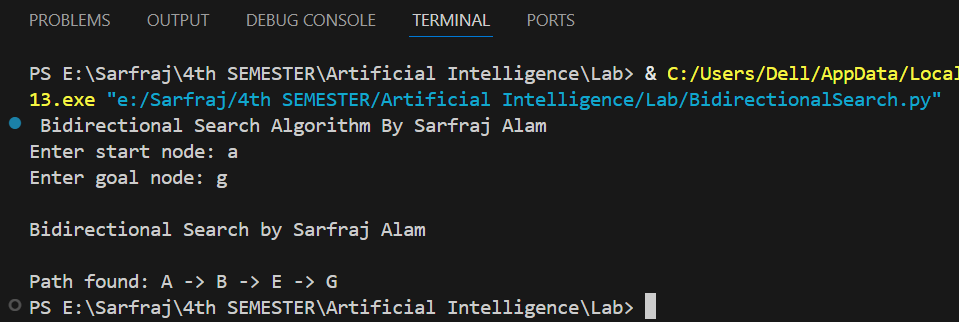 PROBLEMS OUTPUT DEBUG CONSOLE TERMINAL PORTS
PS E:\Sarfraj\4th SEMESTER\Artificial Intelligence\Lab> & C:/Users/Dell/AppData/Loca
13.exe "e:/Sarfraj/4th SEMESTER/Artificial Intelligence/Lab/BidirectionalSearch.py"
Bidirectional Search Algorithm By Sarfraj Alam
Enter start node: a
Enter goal node: g
Bidirectional Search by Sarfraj Alam
Path found: A -> B -> E -> G
PS E:\Sarfraj\4th SEMESTER\Artificial Intelligence\Lab>